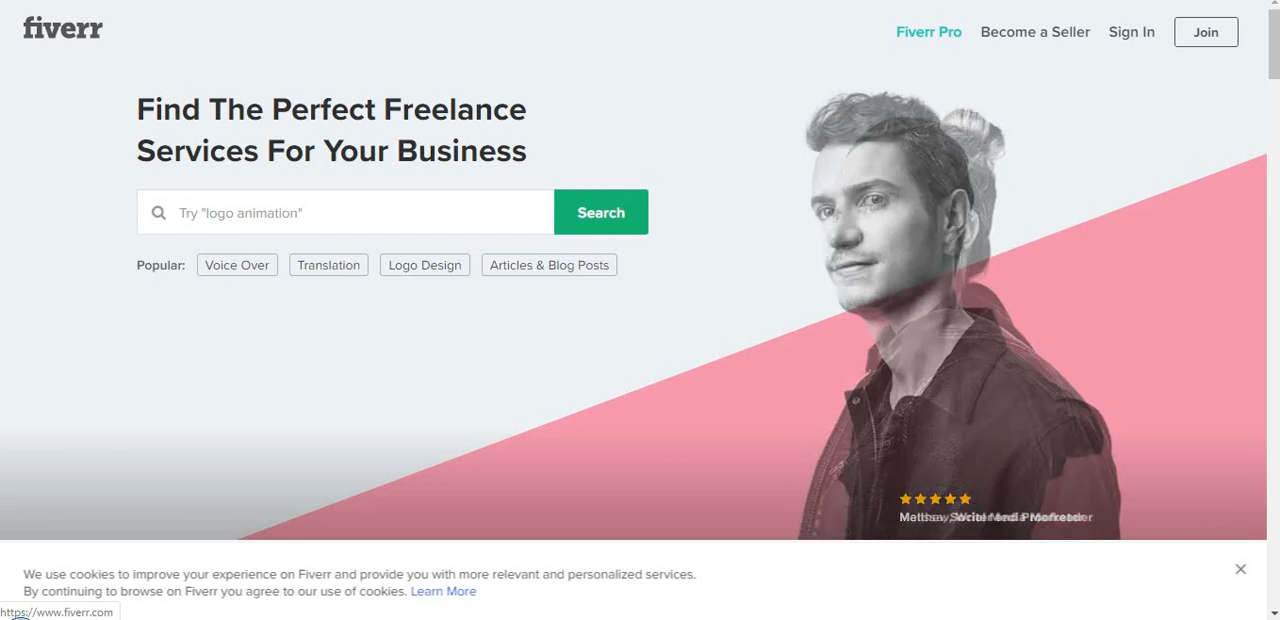 fiverr
Fiverr Pro
Become a Seller
Sign In
Join
Find The Perfect Freelance
Services For Your Business
Try "logo animation"
Search
Popular:
Voice Over
Translation
Logo Design
Articles & Blog Posts
We use cookies to improve your experience on Fiverr and provide you with more relevant and personalized services.
By continuing to browse on Fiverr you agree to our use of cookies. Learn More
https://www.fiverr.com